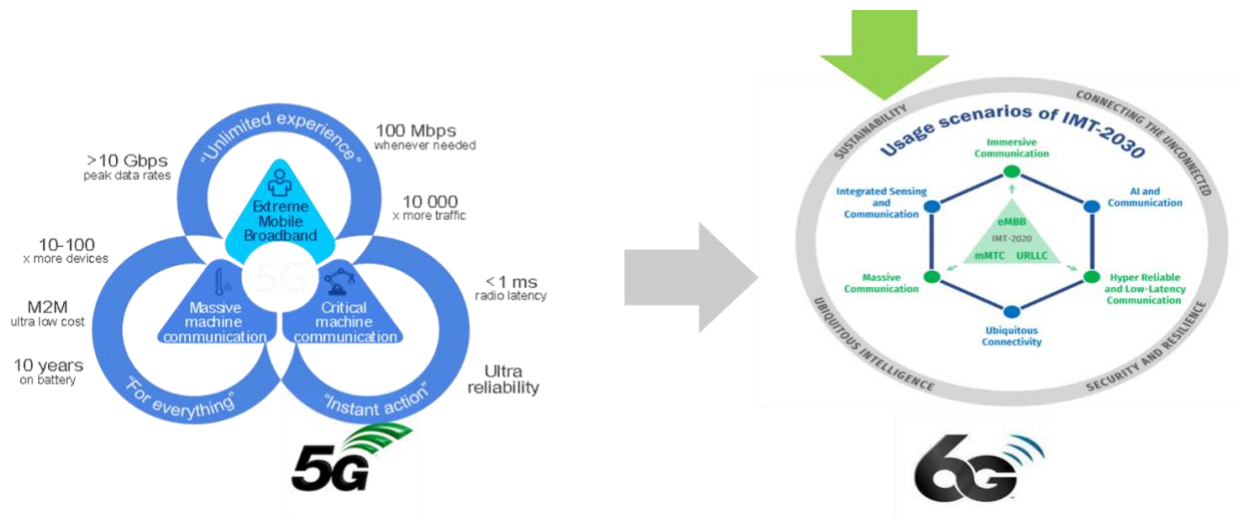 "Unlimited experience"
>10 Gbps
peak data rates
100 Mbps
whenever needed
10 000
x more traffic
Extreme
Mobile
Broadband
5G
10-100
x more devices
M2M
ultra low cost
10 years
on battery
Massive
machine
communication
Critical
machine
communication
<1 ms
radio latency
Ultra
reliability
"For everything"
"Instant action"
5G
SUSTAINABILITY
CONNECTING THE UNCONNECTED
Usage scenarios of IMT-2030
Immersive
Communication
Integrated Sensing
and
Communication
AI and
Communication
eMBB
IMT-2020
mMTC URLLC
Massive
Communication
Hyper Reliable
and Low-Latency
Communication
Ubiquitous
Connectivity
UBIQUITOUS INTELLIGENCE
SECURITY AND RESILIENCE
6G